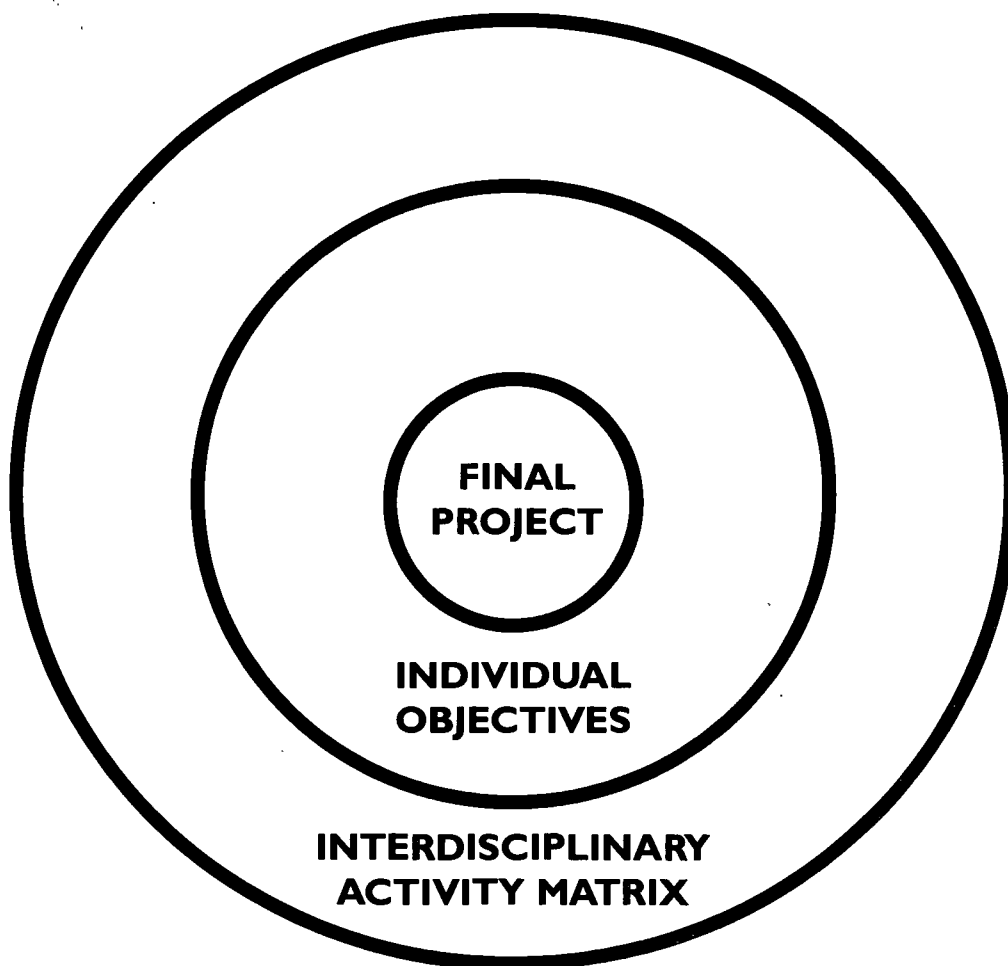 FINAL
PROJECT
INDIVIDUAL
OBJECTIVES
INTERDISCIPLINARY
ACTIVITY MATRIX